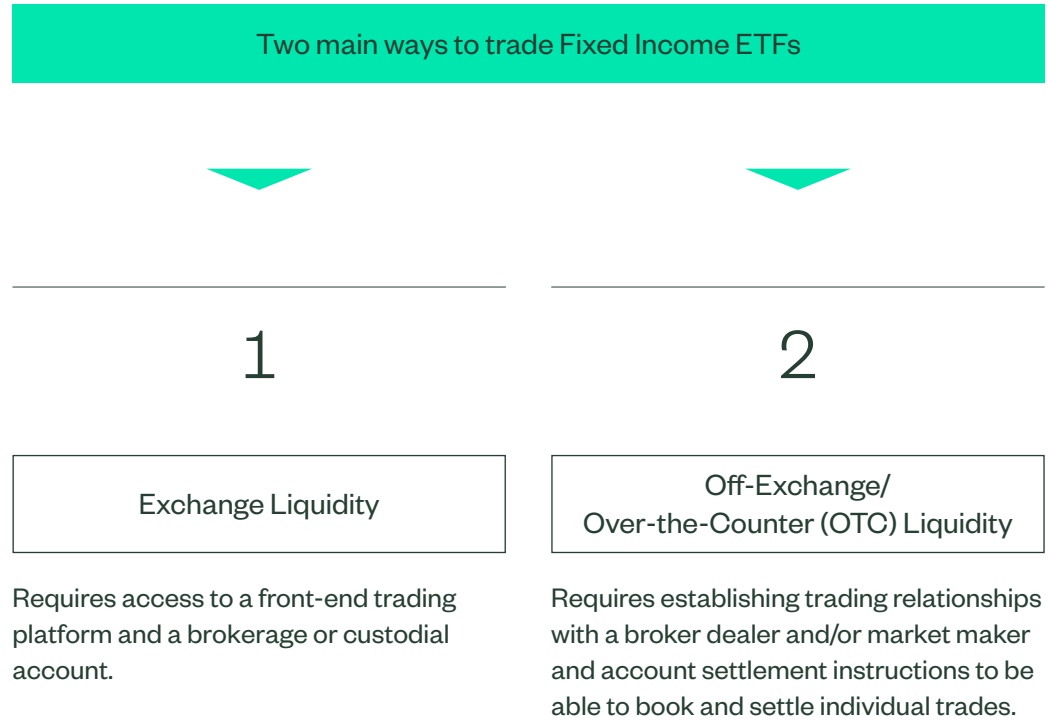 Two main ways to trade Fixed Income ETFs
1
Exchange Liquidity
Requires access to a front-end trading
platform and a brokerage or custodial
account.
2
Off-Exchange/
Over-the-Counter (OTC) Liquidity
Requires establishing trading relationships
with a broker dealer and/or market maker
and account settlement instructions to be
able to book and settle individual trades.